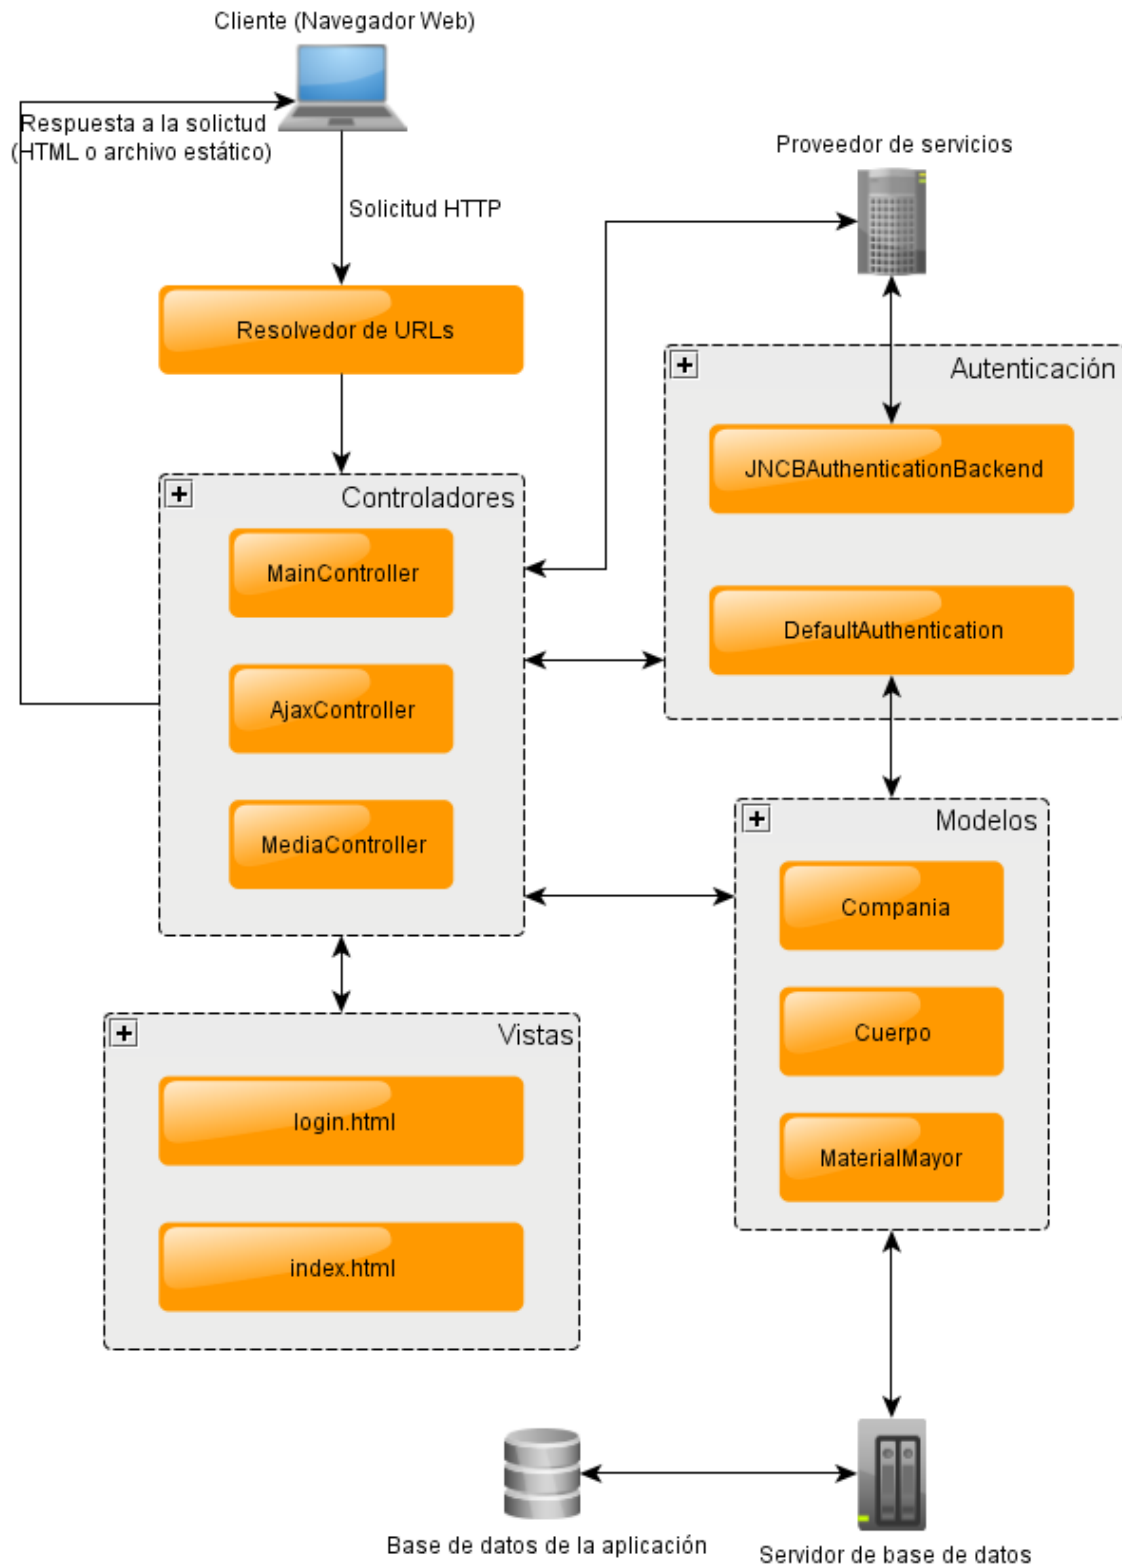 Cliente (Navegador Web)
Respuesta a la solictud
(HTML o archivo estático)
Solicitud HTTP
Proveedor de servicios
Resolvedor de URLs
Autenticación
JNCBAuthenticationBackend
DefaultAuthentication
Controladores
MainController
AjaxController
MediaController
Modelos
Compania
Cuerpo
MaterialMayor
Vistas
login.html
index.html
Base de datos de la aplicación
Servidor de base de datos